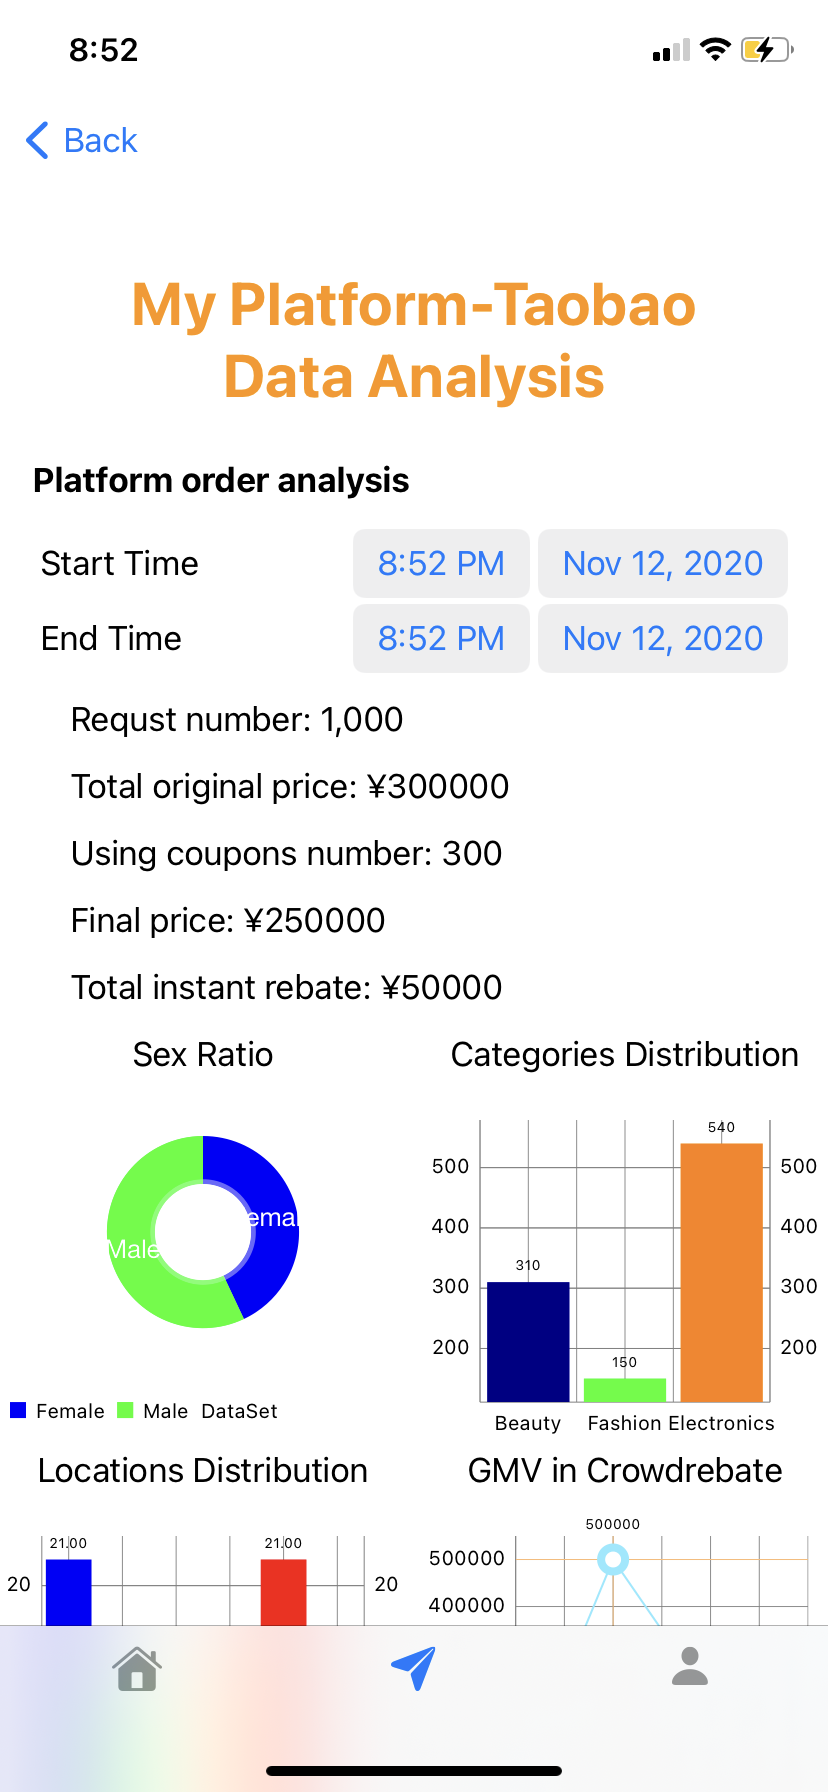 8:52
Back
My Platform-Taobao
Data Analysis
Platform order analysis
Start Time 8:52 PM Nov 12, 2020
End Time 8:52 PM Nov 12, 2020
Requst number: 1,000
Total original price: ¥300000
Using coupons number: 300
Final price: ¥250000
Total instant rebate: ¥50000
Sex Ratio
emal
Male
Female Male DataSet
Categories Distribution
540
500 500
400 400
310
300 300
200 200
150
Beauty Fashion Electronics
Locations Distribution
21.00 21.00
20 20
GMV in Crowdrebate
500000
500000
400000